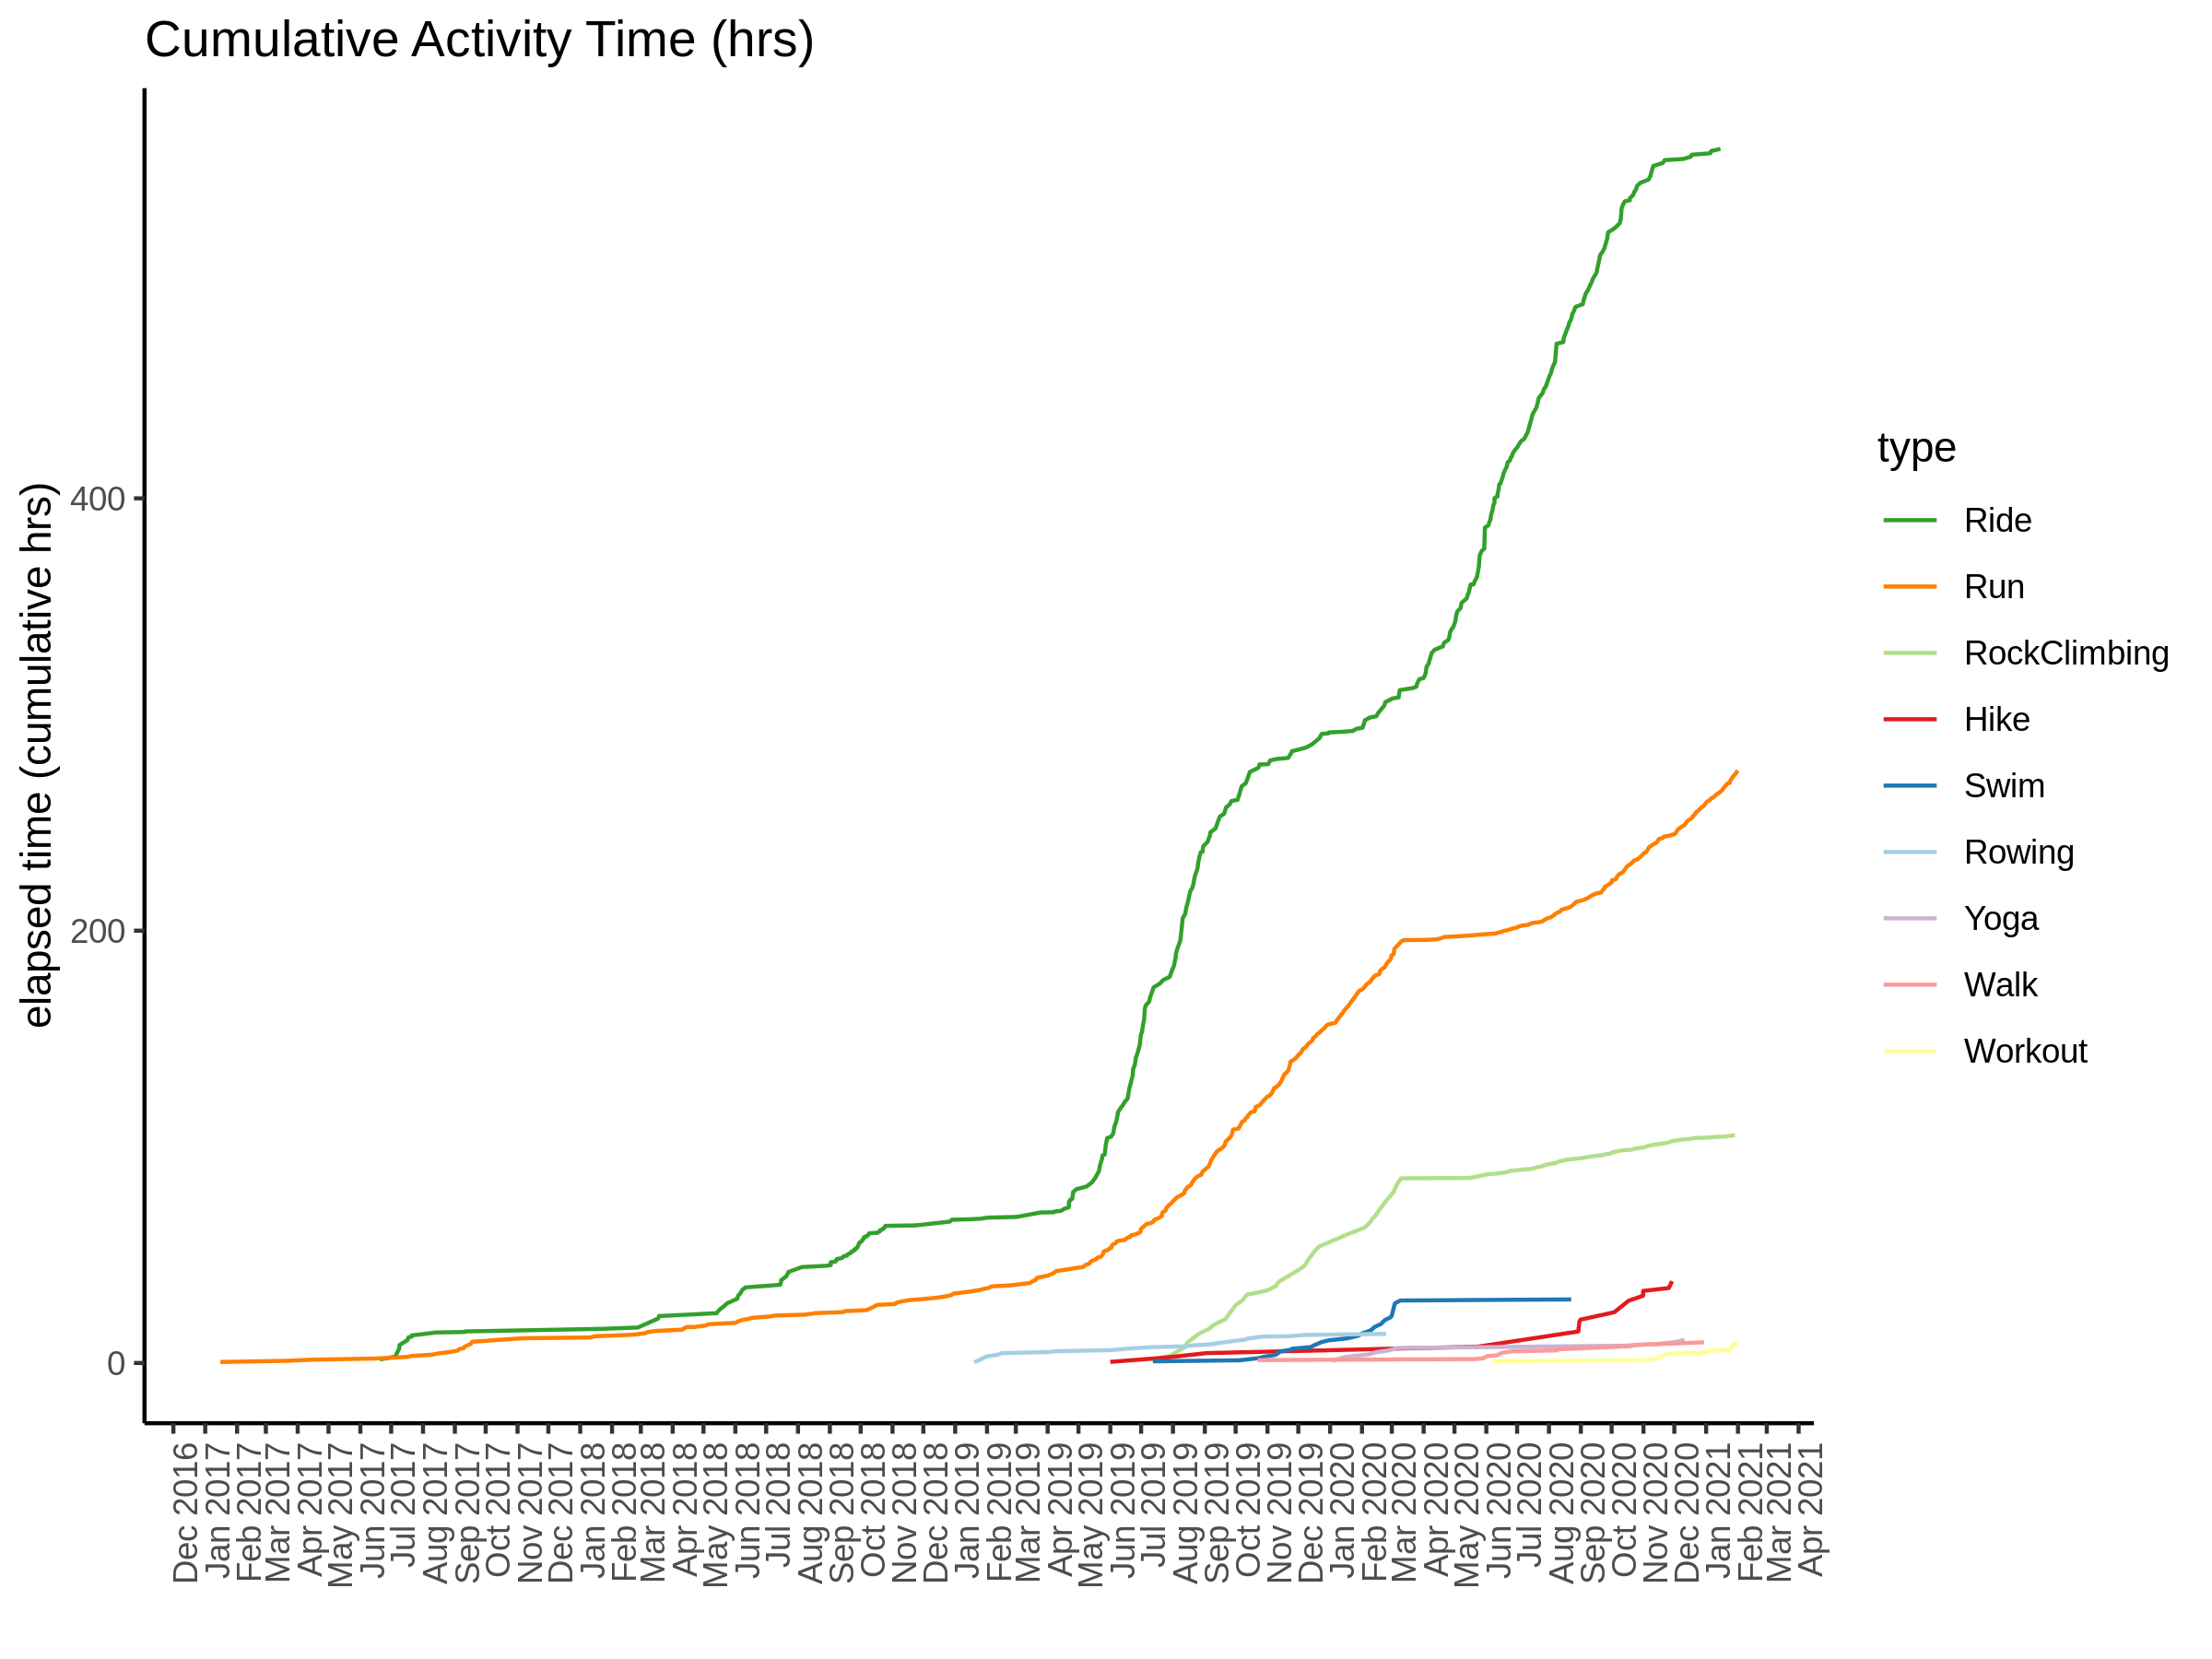 Cumulative Activity Time (hrs)
elapsed time (cumulative hrs)
400
200
0
Dec 2016
Jan 2017
Feb 2017
Mar 2017
Apr 2017
May 2017
Jun 2017
Jul 2017
Aug 2017
Sep 2017
Oct 2017
Nov 2017
Dec 2017
Jan 2018
Feb 2018
Mar 2018
Apr 2018
May 2018
Jun 2018
Jul 2018
Aug 2018
Sep 2018
Oct 2018
Nov 2018
Dec 2018
Jan 2019
Feb 2019
Mar 2019
Apr 2019
May 2019
Jun 2019
Jul 2019
Aug 2019
Sep 2019
Oct 2019
Nov 2019
Dec 2019
Jan 2020
Feb 2020
Mar 2020
Apr 2020
May 2020
Jun 2020
Jul 2020
Aug 2020
Sep 2020
Oct 2020
Nov 2020
Dec 2020
Jan 2021
Feb 2021
Mar 2021
Apr 2021
type
Ride
Run
RockClimbing
Hike
Swim
Rowing
Yoga
Walk
Workout